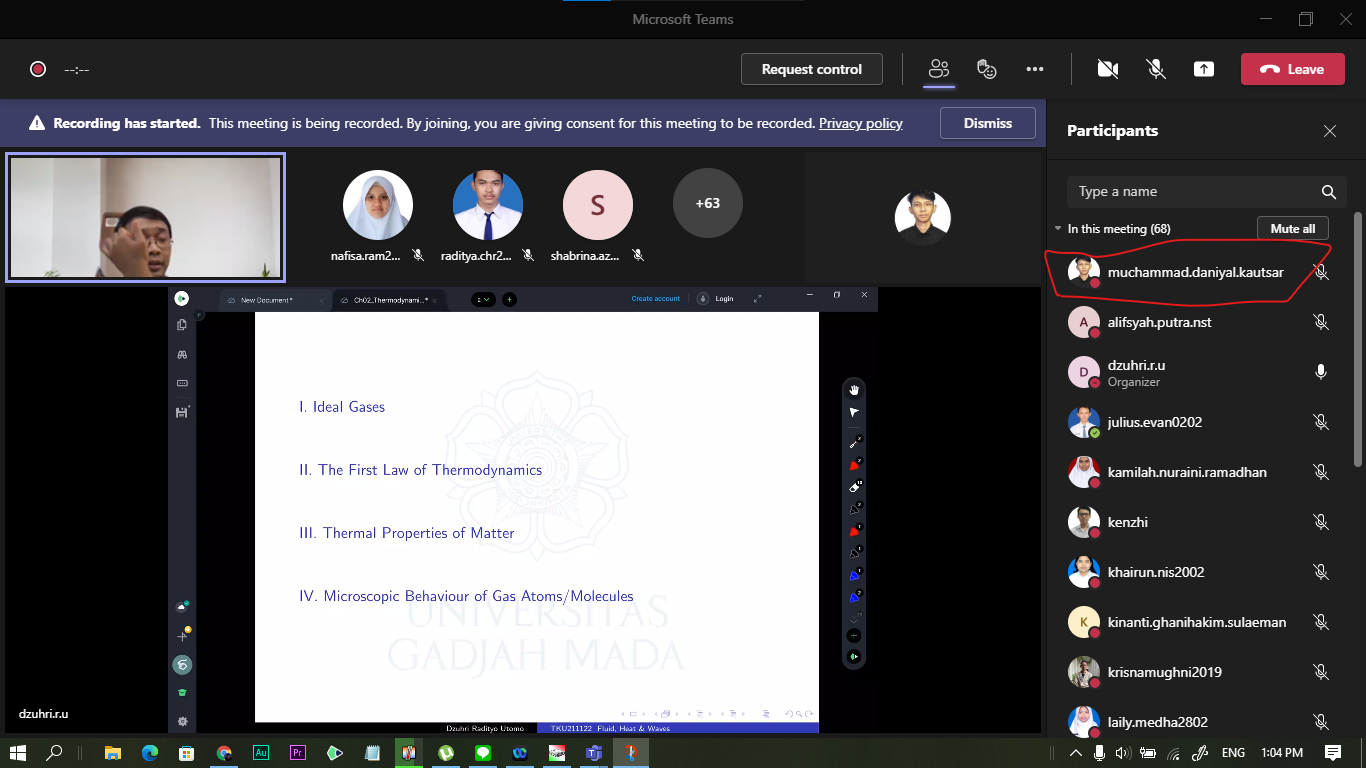 Microsoft Teams
--:--
Request control
Leave
Recording has started. This meeting is being recorded. By joining, you are giving consent for this meeting to be recorded. Privacy policy
Dismiss
Participants
Type a name
In this meeting (68)
Mute all
nafisa.ram2...
raditya.chr2...
S
shabrina.az...
+63
muchammad.daniyal.kautsar
A
alifsyah.putra.nst
D
dzuhri.r.u
Organizer
julius.evan0202
kamilah.nuraini.ramadhan
kenzhi
khairun.nis2002
K
kinanti.ghanihakim.sulaeman
krisnamughni2019
laily.medha2802
New Document*
Ch02_Thermodynami...*
2
Create account
Login
I. Ideal Gases
II. The First Law of Thermodynamics
III. Thermal Properties of Matter
IV. Microscopic Behaviour of Gas Atoms/Molecules
UNIVERSITAS
GADJAH MADA
Dzuhri Radityo Utomo
TKU211122 Fluid, Heat & Waves
dzuhri.r.u
Au
Pr
ENG
1:04 PM